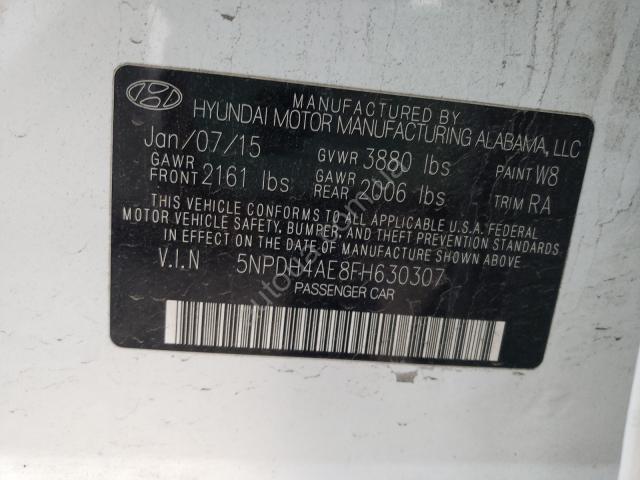 MANUFACTURED BY
HYUNDAI MOTOR MANUFACTURING ALABAMA, LLC
Jan/07/15 GVWR 3880 lbs PAINT W8
GAWR FRONT 2161 lbs GAWR REAR 2006 lbs TRIM RA
THIS VEHICLE CONFORMS TO ALL APPLICABLE U.S.A. FEDERAL
MOTOR VEHICLE SAFETY, BUMPER, AND THEFT PREVENTION STANDARDS
IN EFFECT ON THE DATE OF MANUFACTURE SHOWN ABOVE.
V.I.N 5NPDH4AE8FH630307
PASSENGER CAR